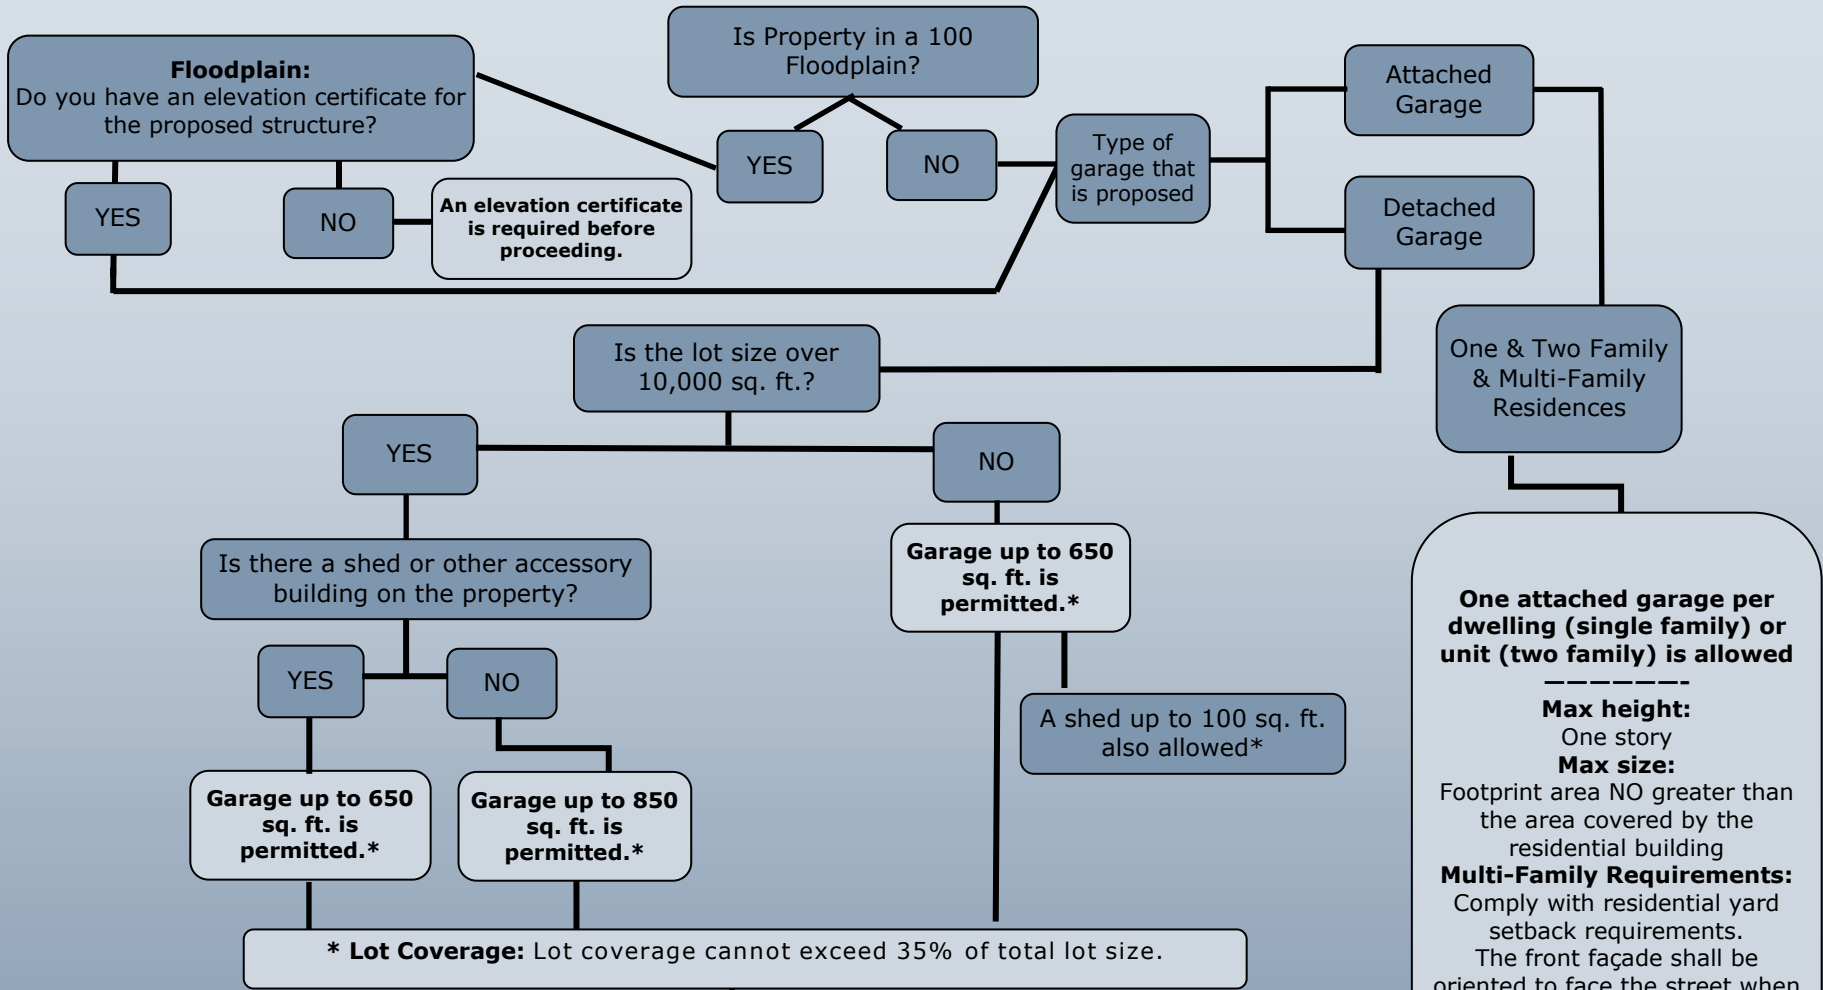 Is Property in a 100
Floodplain?
Floodplain:
Do you have an elevation certificate for
the proposed structure?
YES
NO
An elevation certificate
is required before
proceeding.
YES
NO
Type of
garage that
is proposed
Attached
Garage
Detached
Garage
One & Two Family
& Multi-Family
Residences
Is the lot size over
10,000 sq. ft.?
YES
NO
Is there a shed or other accessory
building on the property?
YES
NO
Garage up to 650
sq. ft. is
permitted.*
Garage up to 850
sq. ft. is
permitted.*
Garage up to 650
sq. ft. is
permitted.*
A shed up to 100 sq. ft.
also allowed*
* Lot Coverage: Lot coverage cannot exceed 35% of total lot size.
One attached garage per
dwelling (single family) or
unit (two family) is allowed
——————-
Max height:
One story
Max size:
Footprint area NO greater than
the area covered by the
residential building
Multi-Family Requirements:
Comply with residential yard
setback requirements.
The front façade shall be
oriented to face the street when